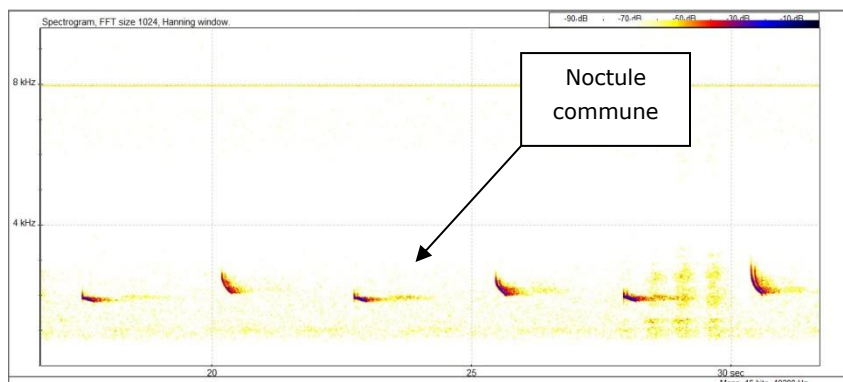 Spectrogram, FFT size 1024, Hanning window.
-90 dB -70 dB -50 dB -30 dB -10 dB
Noctule
commune
8 kHz
4 kHz
20 25 30 sec